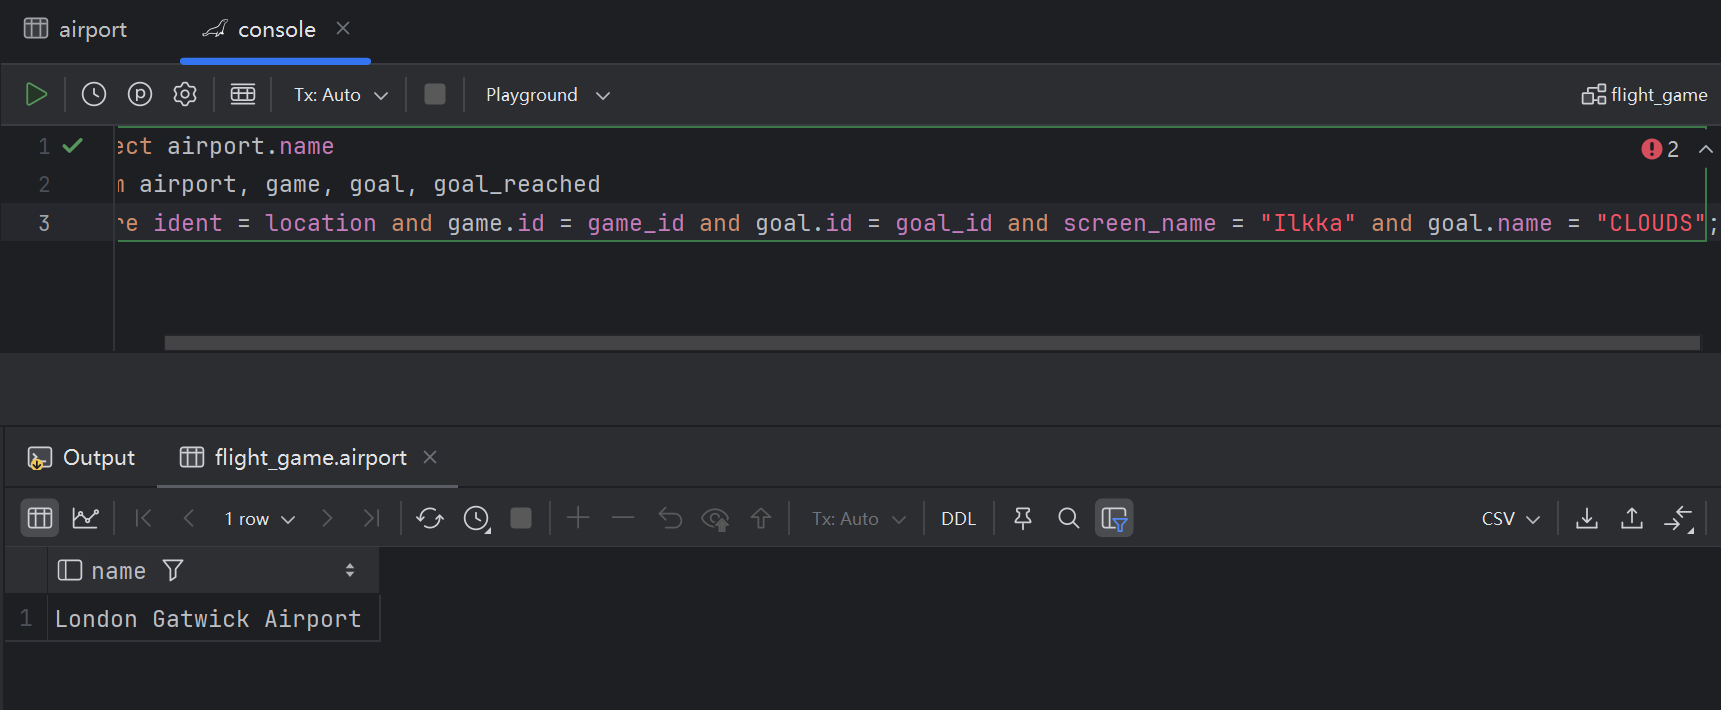 airport console
Tx: Auto Playground flight_game
1 ect airport.name 2
2 m airport, game, goal, goal_reached
3 re ident = location and game.id = game_id and goal.id = goal_id and screen_name = "Ilkka" and goal.name = "CLOUDS";
Output flight_game.airport
1 row Tx: Auto DDL CSV
name
1 London Gatwick Airport